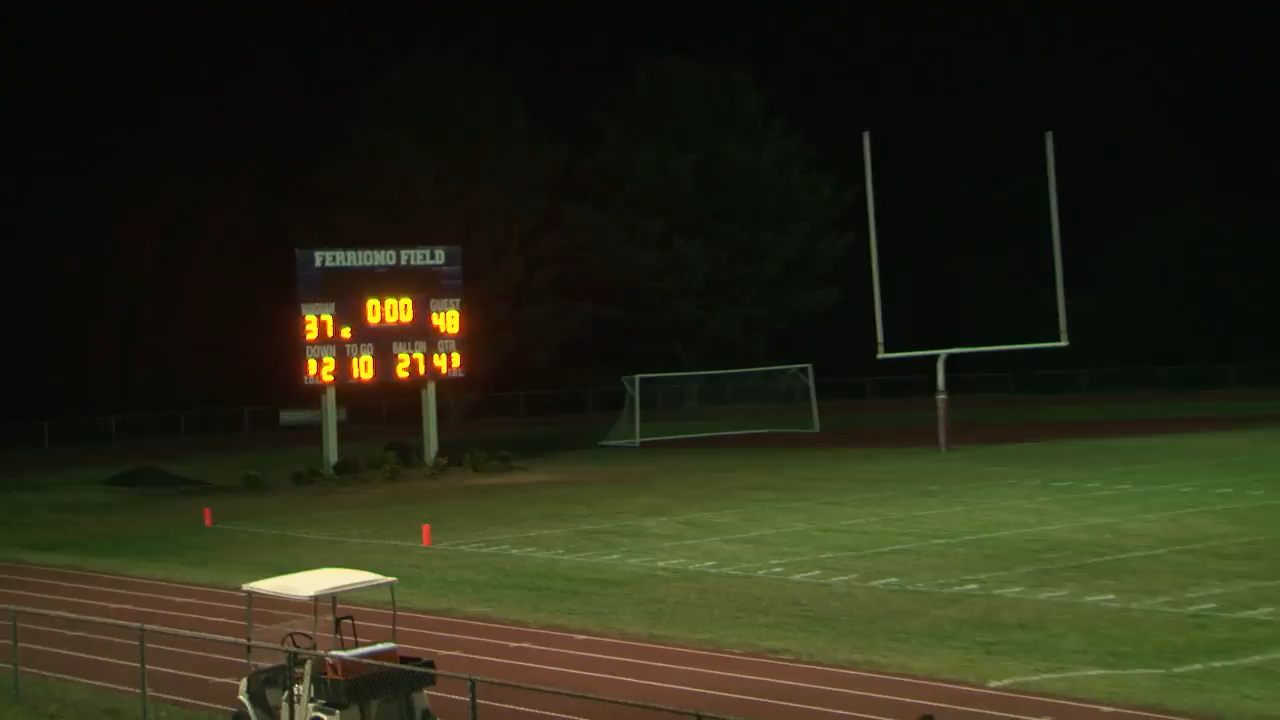 FERRIGNO FIELD
0:00 GUEST
37 48
DOWN TO GO BALL ON QTR
2 10 27 4